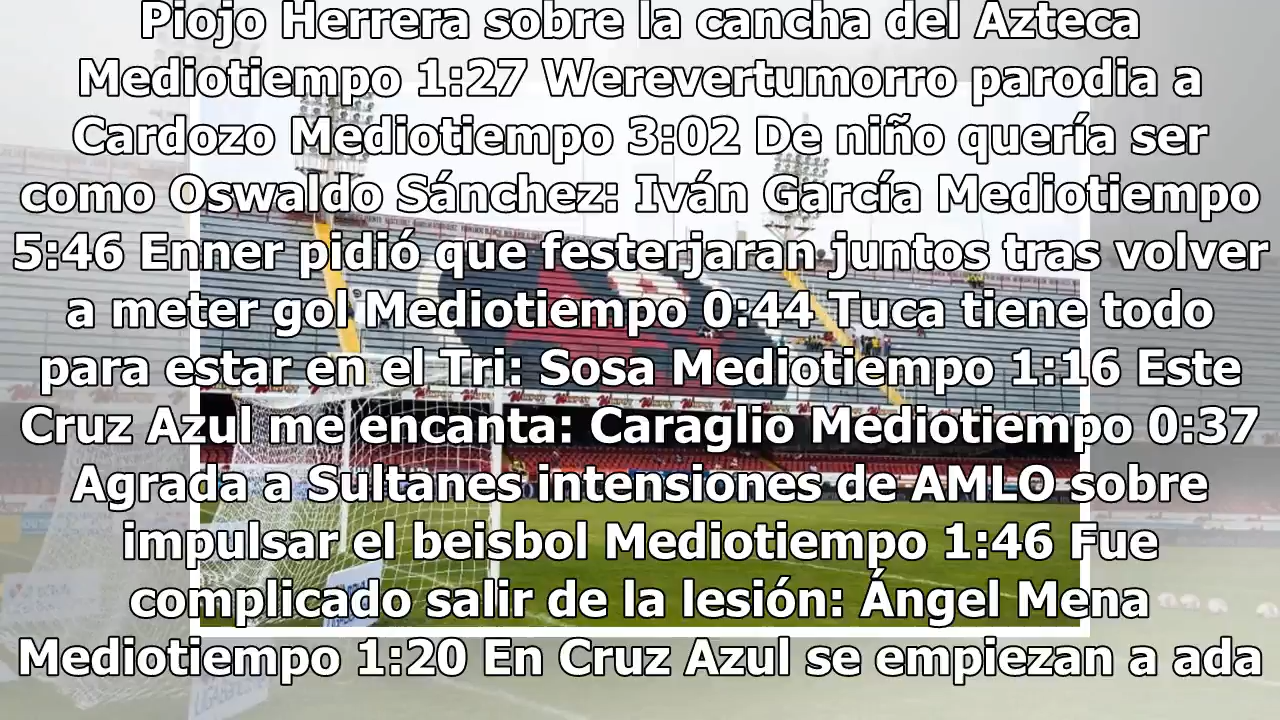 Piojo Herrera sobre la cancha del Azteca
Mediotiempo 1:27 Werevertumorro parodia a
Cardozo Mediotiempo 3:02 De niño quería ser
como Oswaldo Sánchez: Iván García Mediotiempo
5:46 Enner pidió que festerjaran juntos tras volver
a meter gol Mediotiempo 0:44 Tuca tiene todo
para estar en el Tri: Sosa Mediotiempo 1:16 Este
Cruz Azul me encanta: Caraglio Mediotiempo 0:37
Agrada a Sultanes intensiones de AMLO sobre
impulsar el beisbol Mediotiempo 1:46 Fue
complicado salir de la lesión: Ángel Mena
Mediotiempo 1:20 En Cruz Azul se empiezan a ada